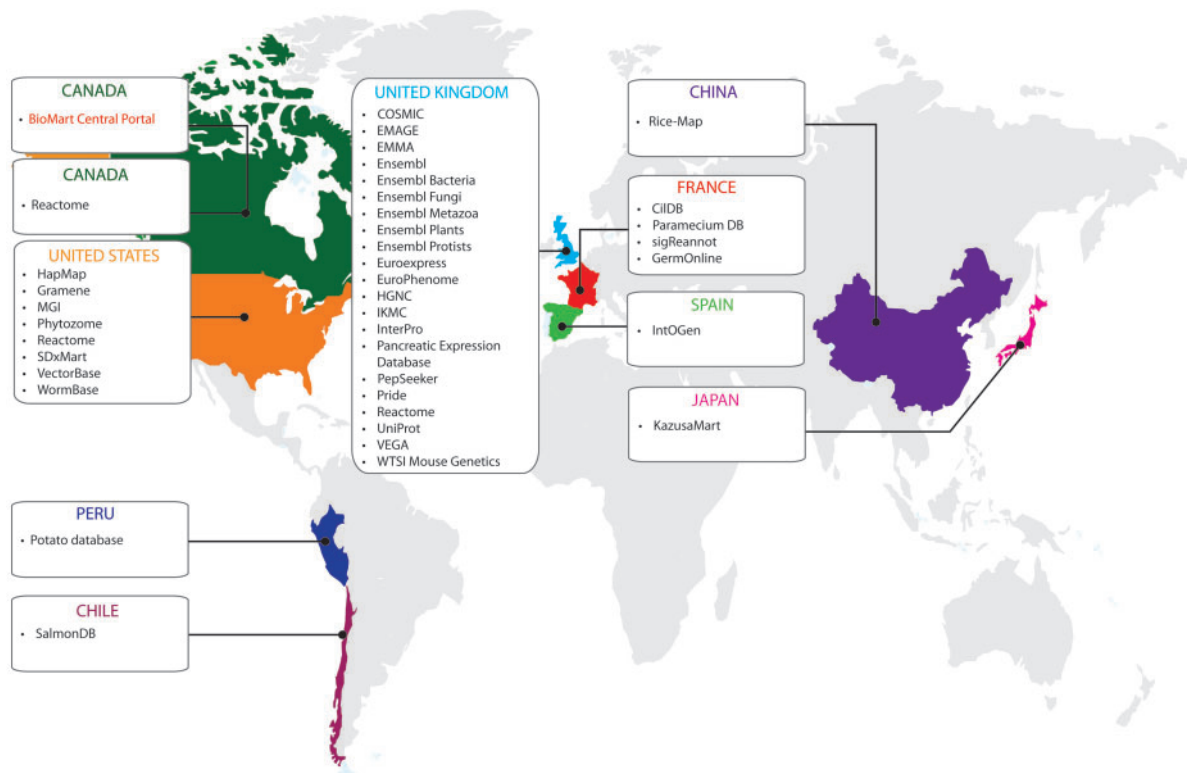 CANADA
• BioMart Central Portal
CANADA
• Reactome
UNITED STATES
• HapMap
• Gramene
• MGI
• Phytozome
• Reactome
• SDxMart
• VectorBase
• WormBase
UNITED KINGDOM
• COSMIC
• EMAGE
• EMMA
• Ensembl
• Ensembl Bacteria
• Ensembl Fungi
• Ensembl Metazoa
• Ensembl Plants
• Ensembl Protists
• Euroexpress
• EuroPhenome
• HGNC
• IKMC
• InterPro
• Pancreatic Expression
Database
• PepSeeker
• Pride
• Reactome
• UniProt
• VEGA
• WTSI Mouse Genetics
CHINA
• Rice-Map
FRANCE
• CilDB
• Paramecium DB
• sigReannot
• GermOnline
SPAIN
• IntOGen
JAPAN
• KazusaMart
PERU
• Potato database
CHILE
• SalmonDB